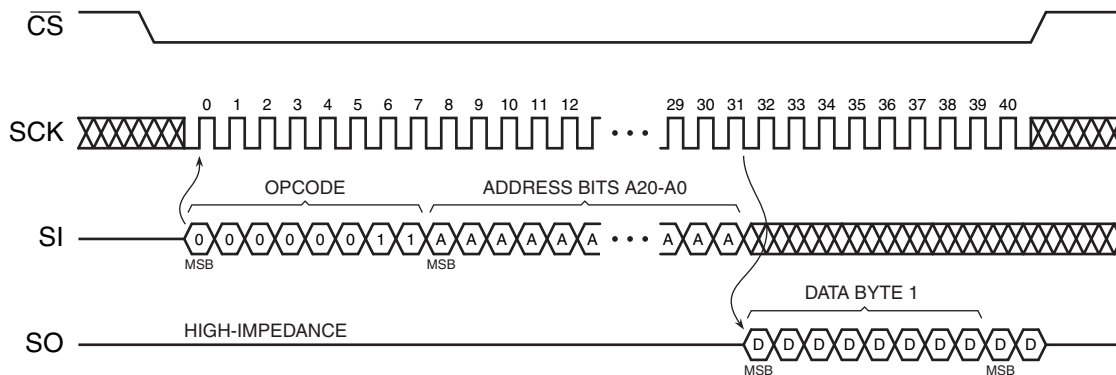 CS
0 1 2 3 4 5 6 7 8 9 10 11 12 29 30 31 32 33 34 35 36 37 38 39 40
SCK
OPCODE ADDRESS BITS A20-A0
SI 0 0 0 0 0 0 1 1 A A A A A A • • • A A A
MSB MSB
DATA BYTE 1
HIGH-IMPEDANCE
SO D D D D D D D D D D
MSB MSB